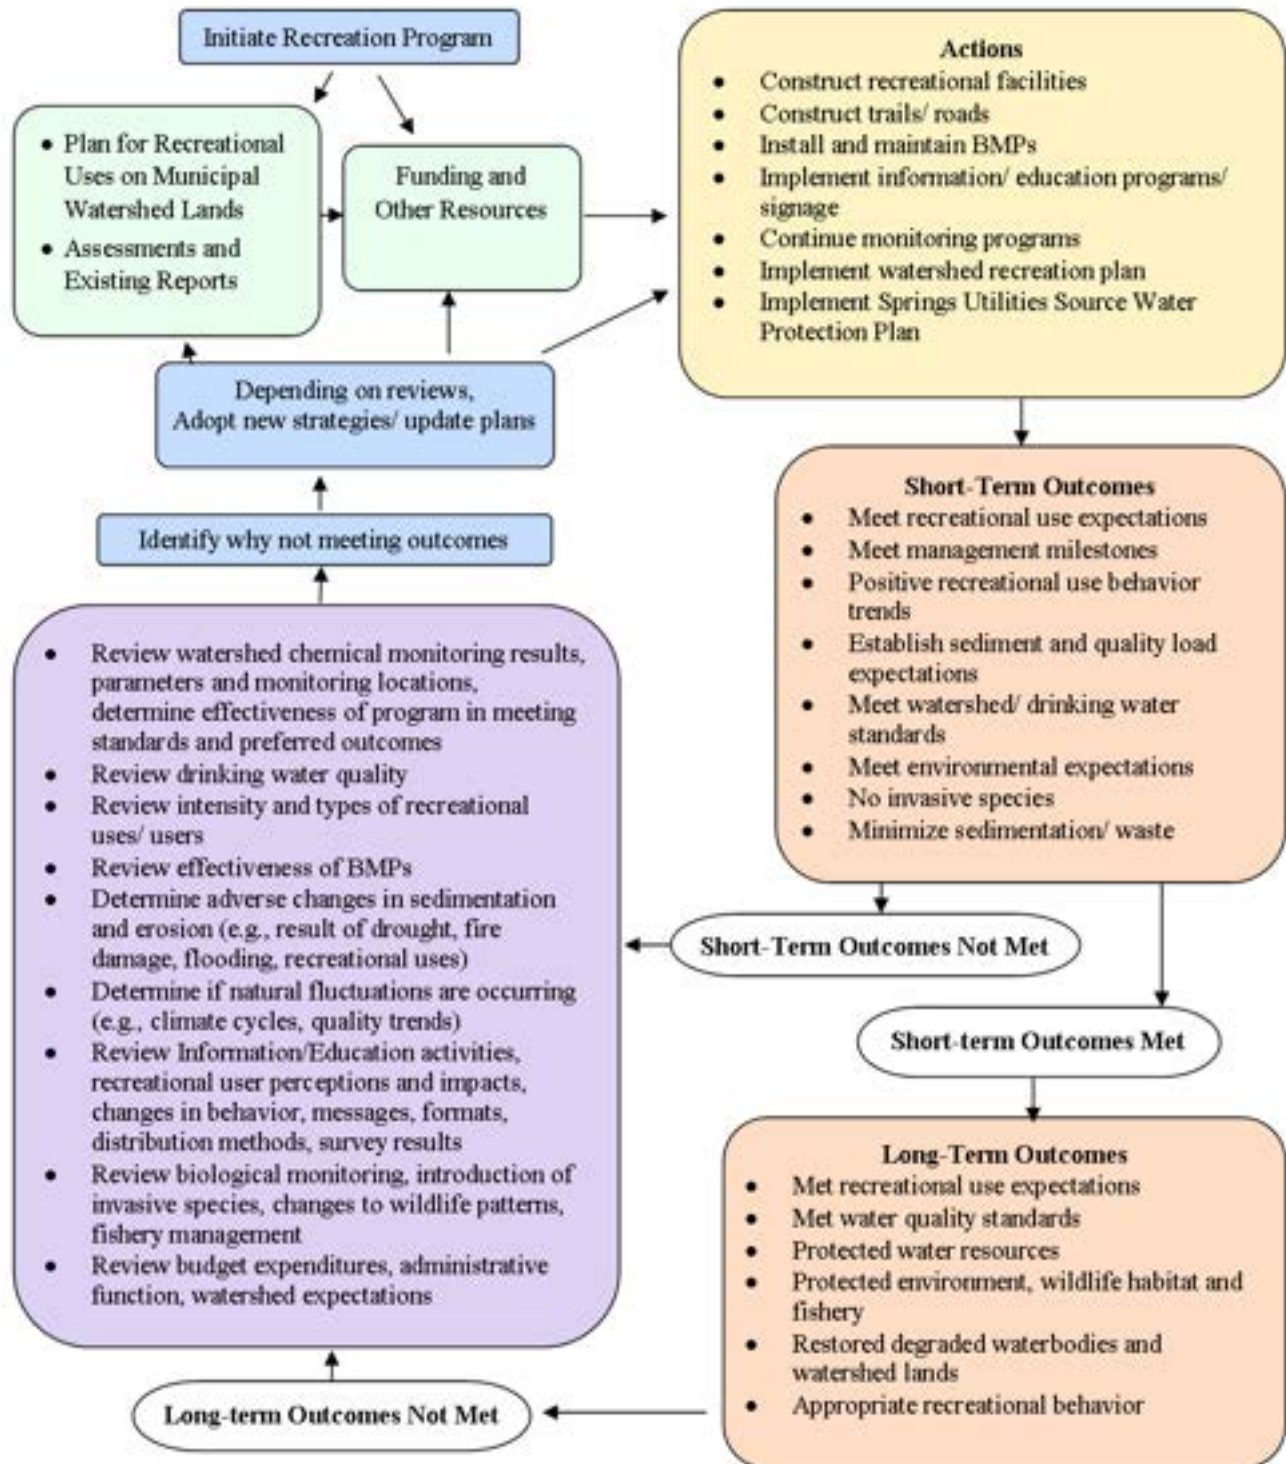 Initiate Recreation Program
• Plan for Recreational
Uses on Municipal
Watershed Lands
• Assessments and
Existing Reports
Funding and
Other Resources
Actions
• Construct recreational facilities
• Construct trails/ roads
• Install and maintain BMPs
• Implement information/ education programs/
signage
• Continue monitoring programs
• Implement watershed recreation plan
• Implement Springs Utilities Source Water
Protection Plan
Depending on reviews,
Adopt new strategies/ update plans
Identify why not meeting outcomes
Short-Term Outcomes
• Meet recreational use expectations
• Meet management milestones
• Positive recreational use behavior
trends
• Establish sediment and quality load
expectations
• Meet watershed/ drinking water
standards
• Meet environmental expectations
• No invasive species
• Minimize sedimentation/ waste
• Review watershed chemical monitoring results,
parameters and monitoring locations,
determine effectiveness of program in meeting
standards and preferred outcomes
• Review drinking water quality
• Review intensity and types of recreational
uses/ users
• Review effectiveness of BMPs
• Determine adverse changes in sedimentation
and erosion (e.g., result of drought, fire
damage, flooding, recreational uses)
• Determine if natural fluctuations are occurring
(e.g., climate cycles, quality trends)
• Review Information/Education activities,
recreational user perceptions and impacts,
changes in behavior, messages, formats,
distribution methods, survey results
• Review biological monitoring, introduction of
invasive species, changes to wildlife patterns,
fishery management
• Review budget expenditures, administrative
function, watershed expectations
Short-Term Outcomes Not Met
Short-term Outcomes Met
Long-Term Outcomes
• Met recreational use expectations
• Met water quality standards
• Protected water resources
• Protected environment, wildlife habitat and
fishery
• Restored degraded waterbodies and
watershed lands
• Appropriate recreational behavior
Long-term Outcomes Not Met